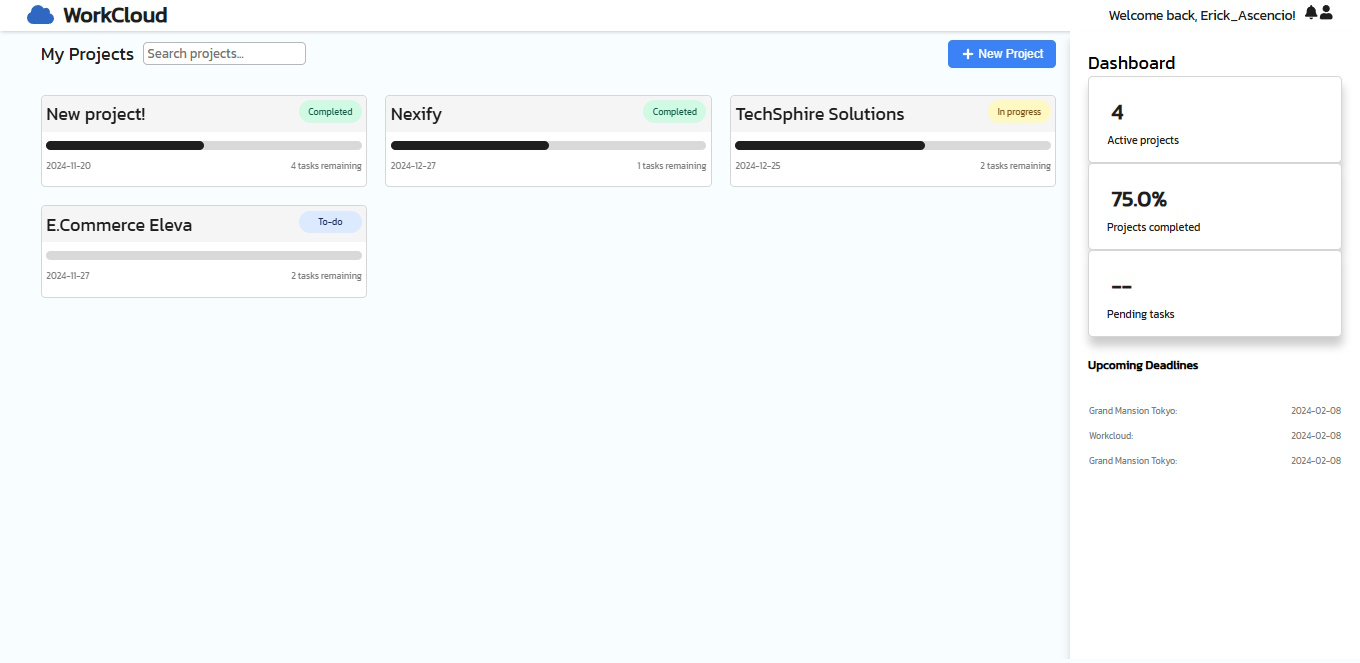 WorkCloud
Welcome back, Erick_Ascencio!
My Projects
Search projects...
New Project
New project!
Completed
2024-11-20
4 tasks remaining
Nexify
Completed
2024-12-27
1 tasks remaining
TechSphire Solutions
In progress
2024-12-25
2 tasks remaining
E.Commerce Eleva
To-do
2024-11-27
2 tasks remaining
Dashboard
4
Active projects
75.0%
Projects completed
--
Pending tasks
Upcoming Deadlines
Grand Mansion Tokyo: 2024-02-08
Workcloud: 2024-02-08
Grand Mansion Tokyo: 2024-02-08